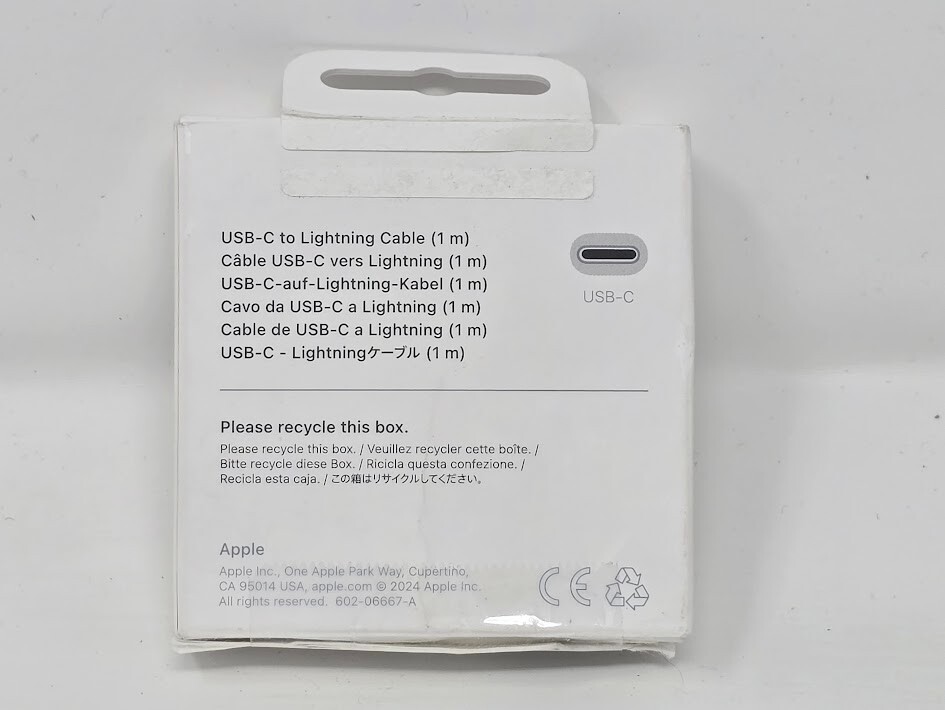 USB-C to Lightning Cable (1 m)
Câble USB-C vers Lightning (1 m)
USB-C-auf-Lightning-Kabel (1 m)
Cavo da USB-C a Lightning (1 m)
Cable de USB-C a Lightning (1 m)
USB-C - Lightningケーブル (1 m)
USB-C
Please recycle this box.
Please recycle this box. / Veuillez recycler cette boîte. /
Bitte recycle diese Box. / Ricicla questa confezione. /
Recicla esta caja. / この箱はリサイクルしてください。
Apple
Apple Inc., One Apple Park Way, Cupertino,
CA 95014 USA, apple.com © 2024 Apple Inc.
All rights reserved. 602-06667-A
CE